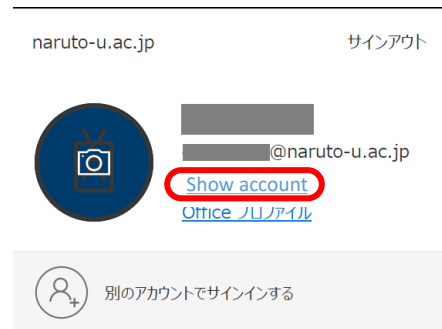 naruto-u.ac.jp
サインアウト
@naruto-u.ac.jp
Show account
Office プロファイル
別のアカウントでサインインする